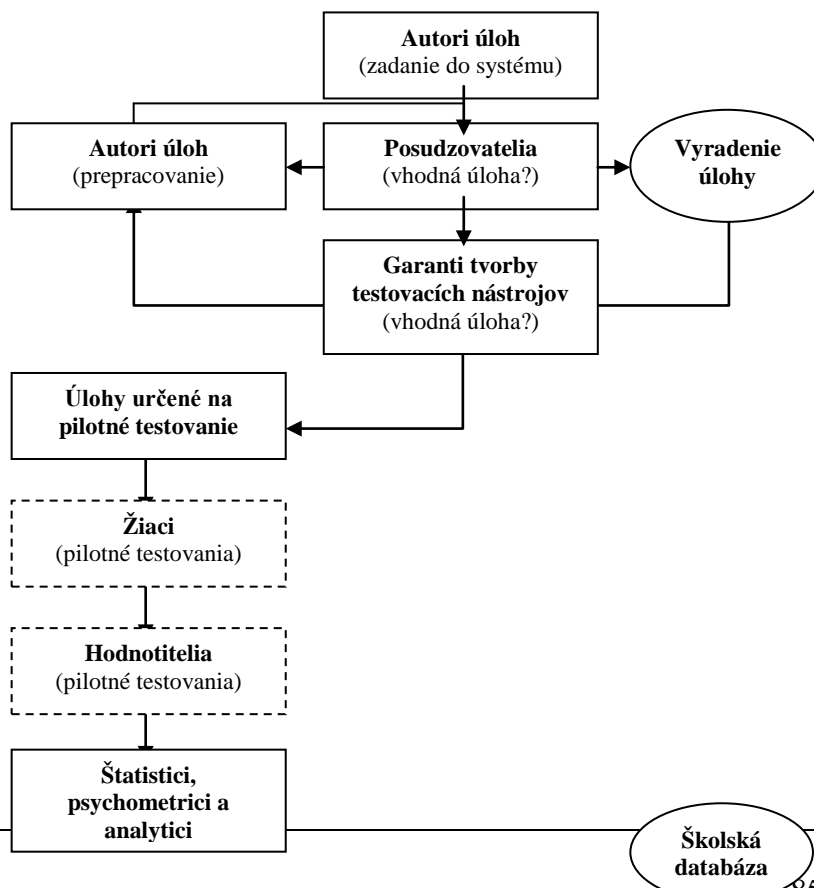 Autori úloh
(zadanie do systému)
Autori úloh
(prepracovanie)
Posudzovatelia
(vhodná úloha?)
Vyradenie
úlohy
Garanti tvorby
testovacích nástrojov
(vhodná úloha?)
Úlohy určené na
pilotné testovanie
Žiaci
(pilotné testovania)
Hodnotitelia
(pilotné testovania)
Štatistici,
psychometrici a
analytici
Školská
databáza